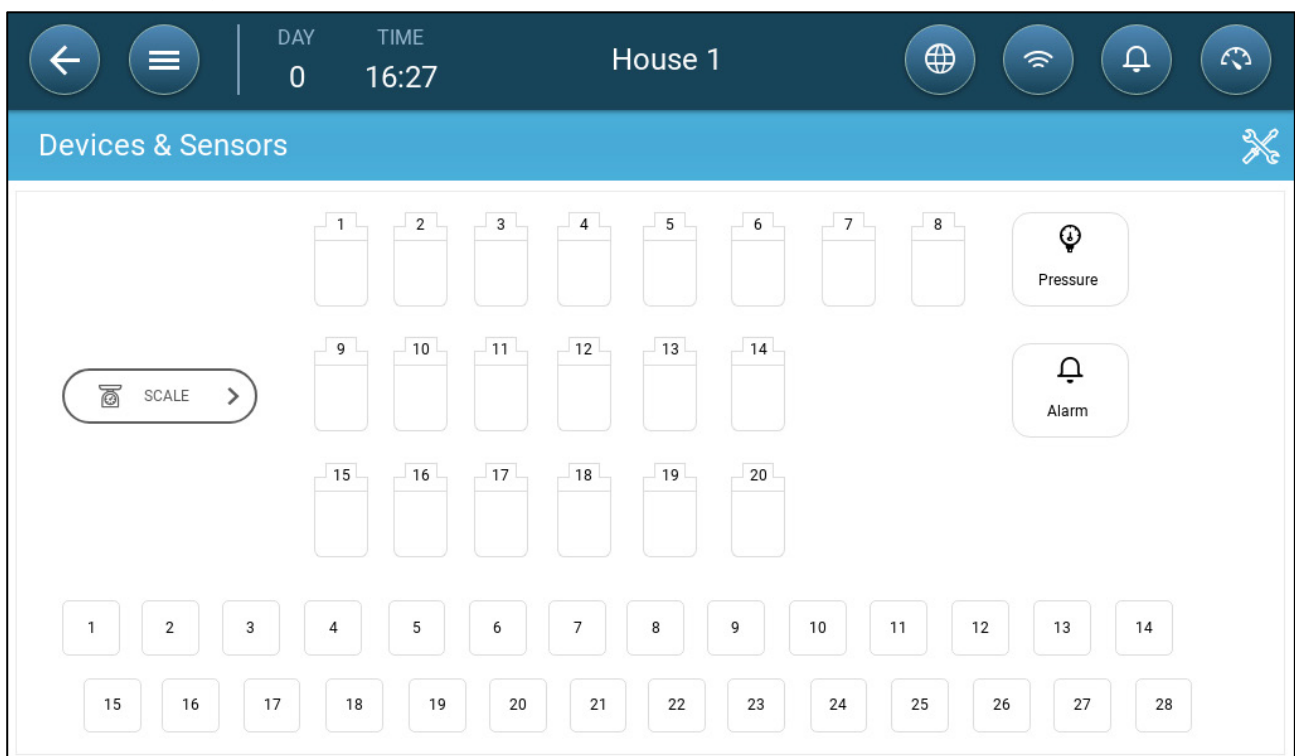 DAY TIME
0 16:27 House 1
Devices & Sensors
1 2 3 4 5 6 7 8
Pressure
9 10 11 12 13 14
SCALE Alarm
15 16 17 18 19 20
1 2 3 4 5 6 7 8 9 10 11 12 13 14
15 16 17 18 19 20 21 22 23 24 25 26 27 28